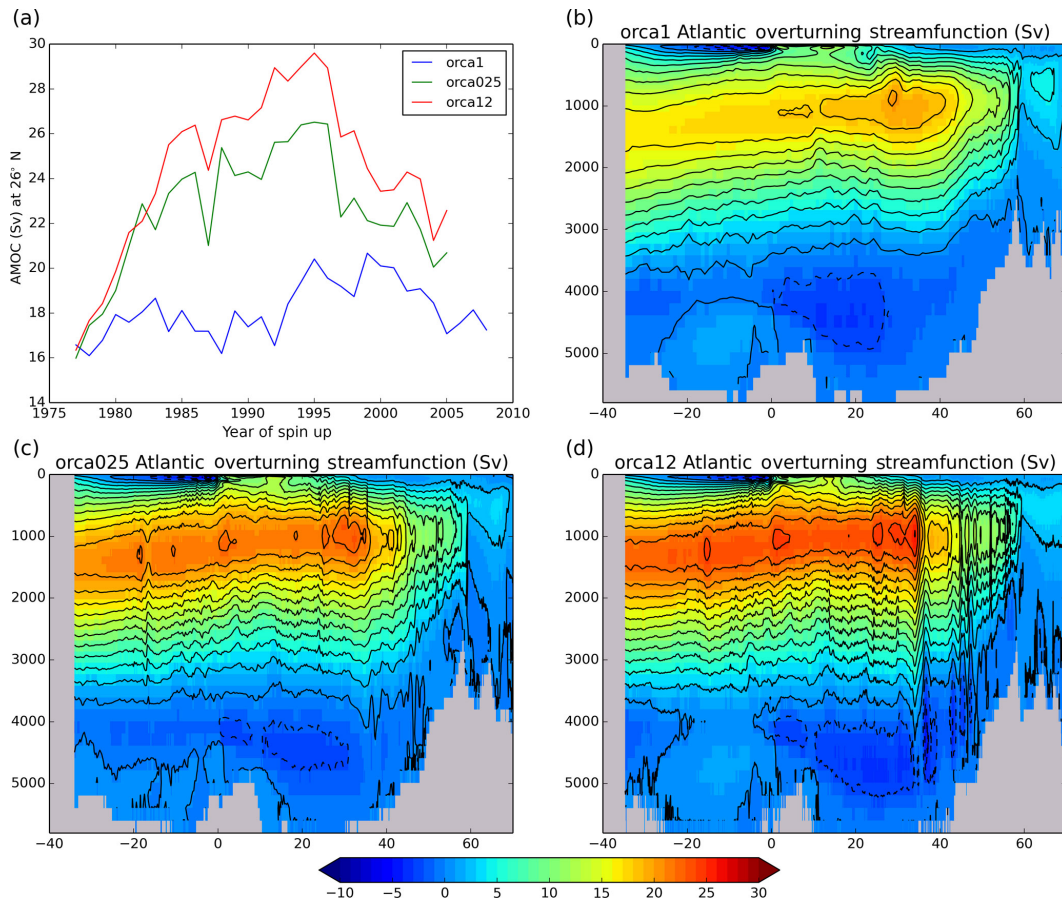 (a)
30
28
26
24
22
20
18
16
14
AMOC (Sv) at 26° N
1975 1980 1985 1990 1995 2000 2005 2010
Year of spin up
orca1
orca025
orca12
(b)
orca1 Atlantic overturning streamfunction (Sv)
0
1000
2000
3000
4000
5000
−40 −20 0 20 40 60
(c)
orca025 Atlantic overturning streamfunction (Sv)
0
1000
2000
3000
4000
5000
−40 −20 0 20 40 60
(d)
orca12 Atlantic overturning streamfunction (Sv)
0
1000
2000
3000
4000
5000
−40 −20 0 20 40 60
−10 −5 0 5 10 15 20 25 30